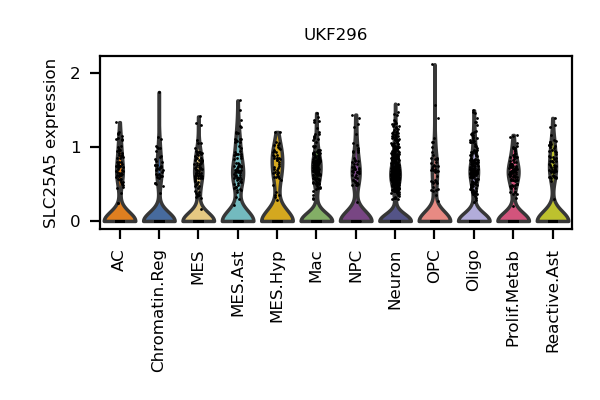 UKF296
SLC25A5 expression
2
1
0
AC
Chromatin.Reg
MES
MES.Ast
MES.Hyp
Mac
NPC
Neuron
OPC
Oligo
Prolif.Metab
Reactive.Ast